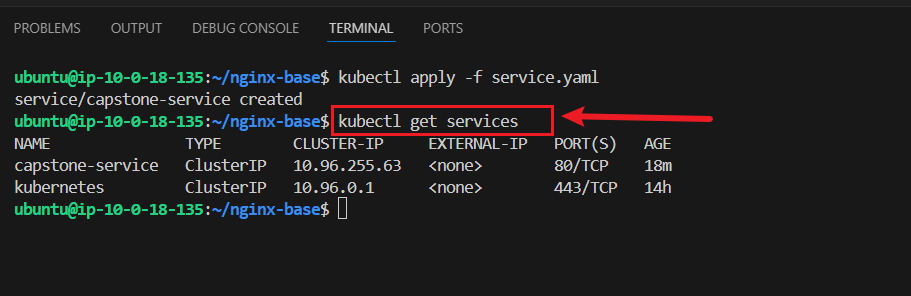 PROBLEMS OUTPUT DEBUG CONSOLE TERMINAL PORTS
ubuntu@ip-10-0-18-135:~/nginx-base$ kubectl apply -f service.yaml
service/capstone-service created
ubuntu@ip-10-0-18-135:~/nginx-base$ kubectl get services
NAME TYPE CLUSTER-IP EXTERNAL-IP PORT(S) AGE
capstone-service ClusterIP 10.96.255.63 <none> 80/TCP 18m
kubernetes ClusterIP 10.96.0.1 <none> 443/TCP 14h
ubuntu@ip-10-0-18-135:~/nginx-base$